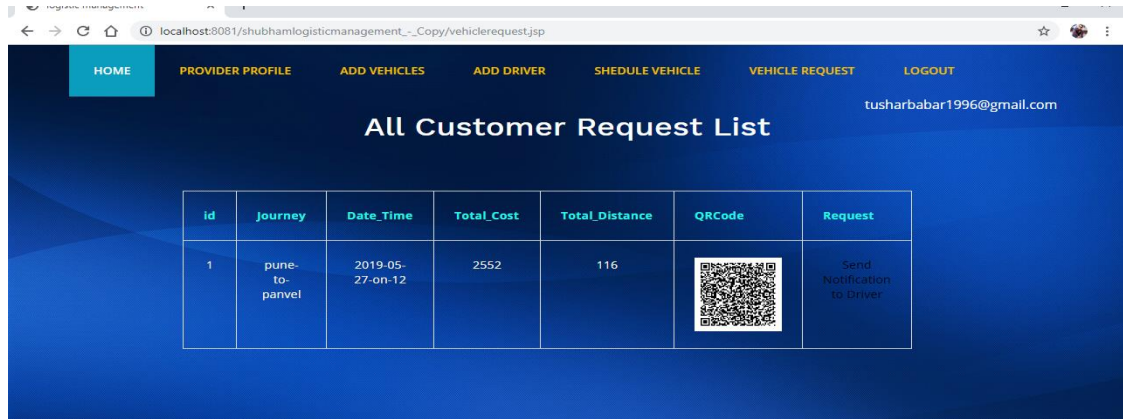 logistic management
localhost:8081/shubhamlogisticmanagement_-_Copy/vehiclerequest.jsp
HOME PROVIDER PROFILE ADD VEHICLES ADD DRIVER SHEDULE VEHICLE VEHICLE REQUEST LOGOUT
tusharbabar1996@gmail.com
All Customer Request List
id Journey Date_Time Total_Cost Total_Distance QRCode Request
1 pune- 2019-05- 2552 116 Send
to- 27-on-12 Notification
panvel to Driver